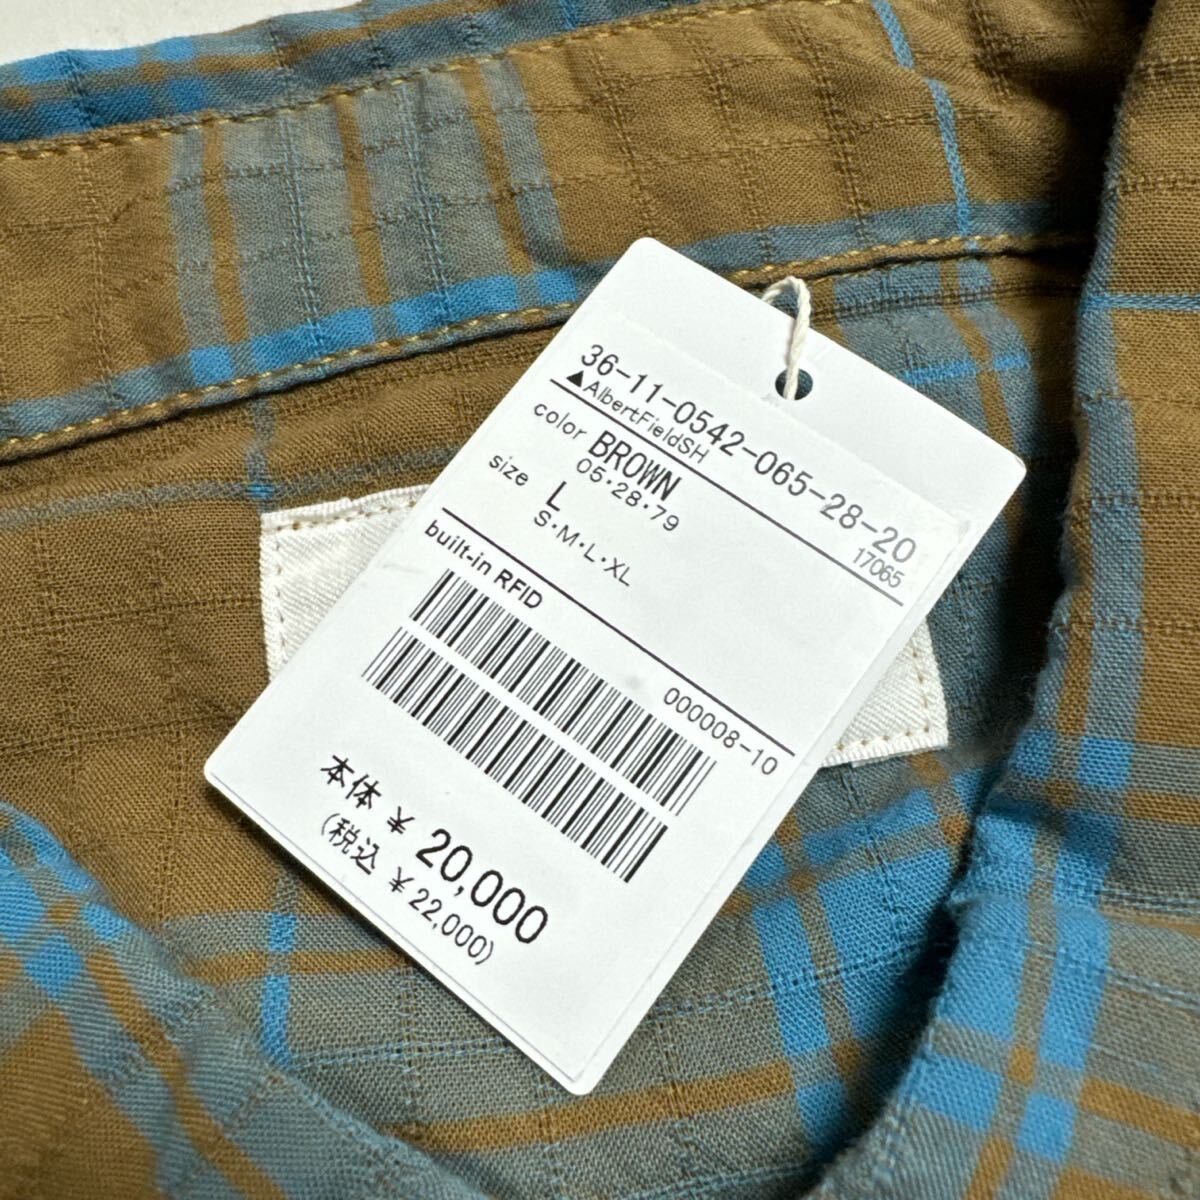 36-11-0542-065-28-20
▲AlbertFieldSH 17065
color BROWN
05・28・79
size L
S・M・L・XL
built-in RFID
000008-10
本体 ¥ 20,000
(税込 ¥ 22,000)